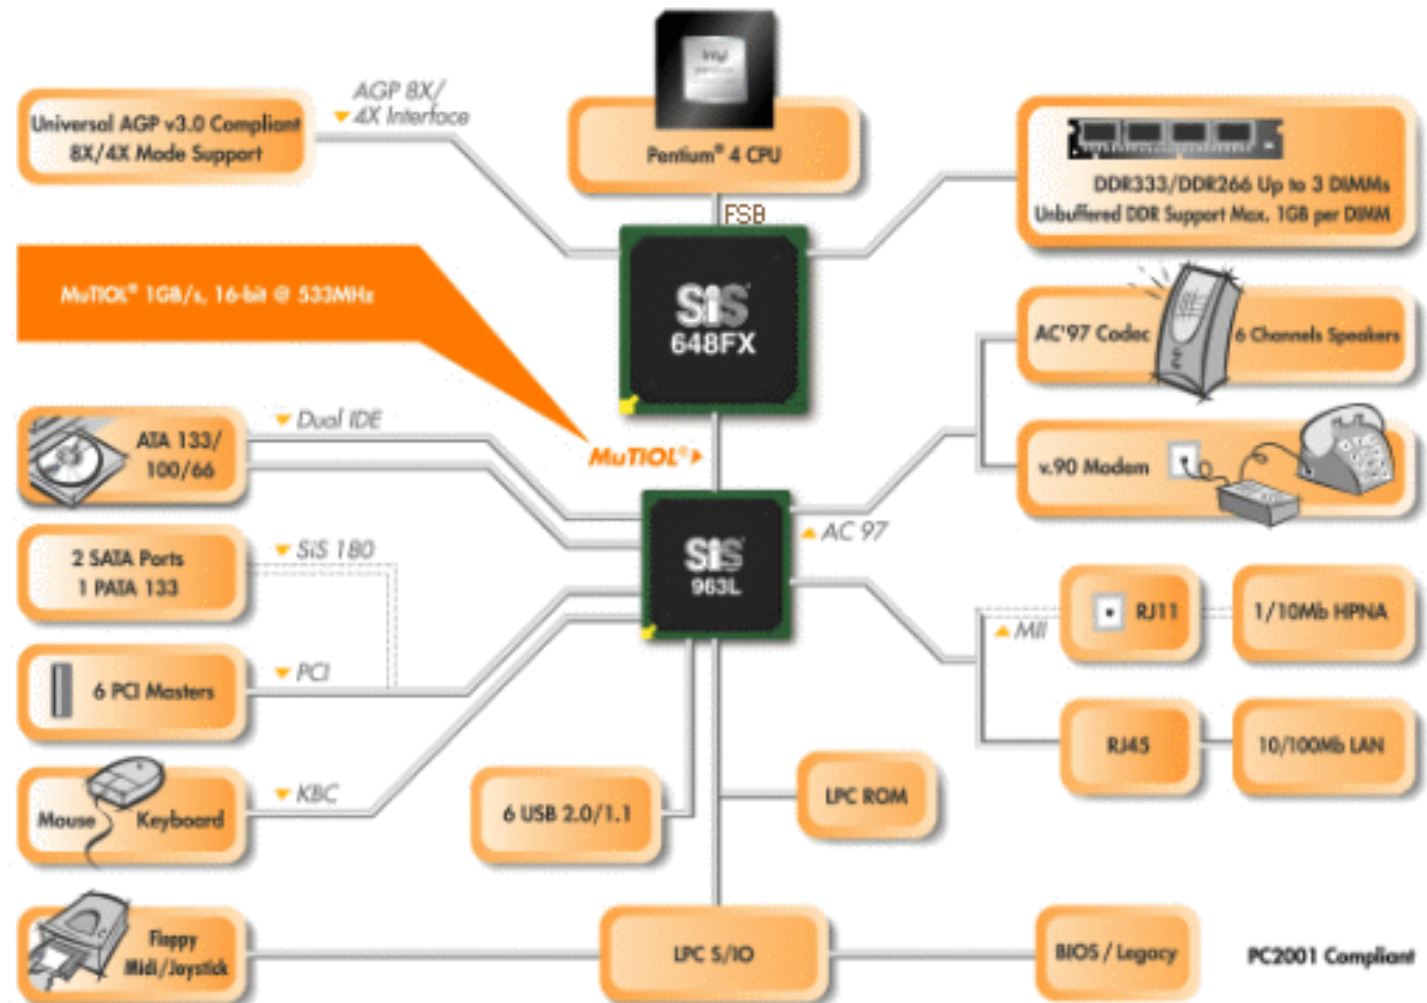 intel
Pentium® 4 CPU
AGP 8X/
4X Interface
Universal AGP v3.0 Compliant
8X/4X Mode Support
DDR333/DDR266 Up to 3 DIMMs
Unbuffered DDR Support Max. 1GB per DIMM
FSB
SiS
648FX
MuTIOL® 1GB/s, 16-bit @ 533MHz
AC'97 Codec
6 Channels Speakers
ATA 133/
100/66
Dual IDE
MuTIOL®
v.90 Modem
AC 97
SiS
963L
2 SATA Ports
1 PATA 133
SiS 180
RJ11
1/10Mb HPNA
MII
6 PCI Masters
PCI
RJ45
10/100Mb LAN
Mouse
Keyboard
KBC
6 USB 2.0/1.1
LPC ROM
Floppy
Midi/Joystick
LPC S/IO
BIOS / Legacy
PC2001 Compliant